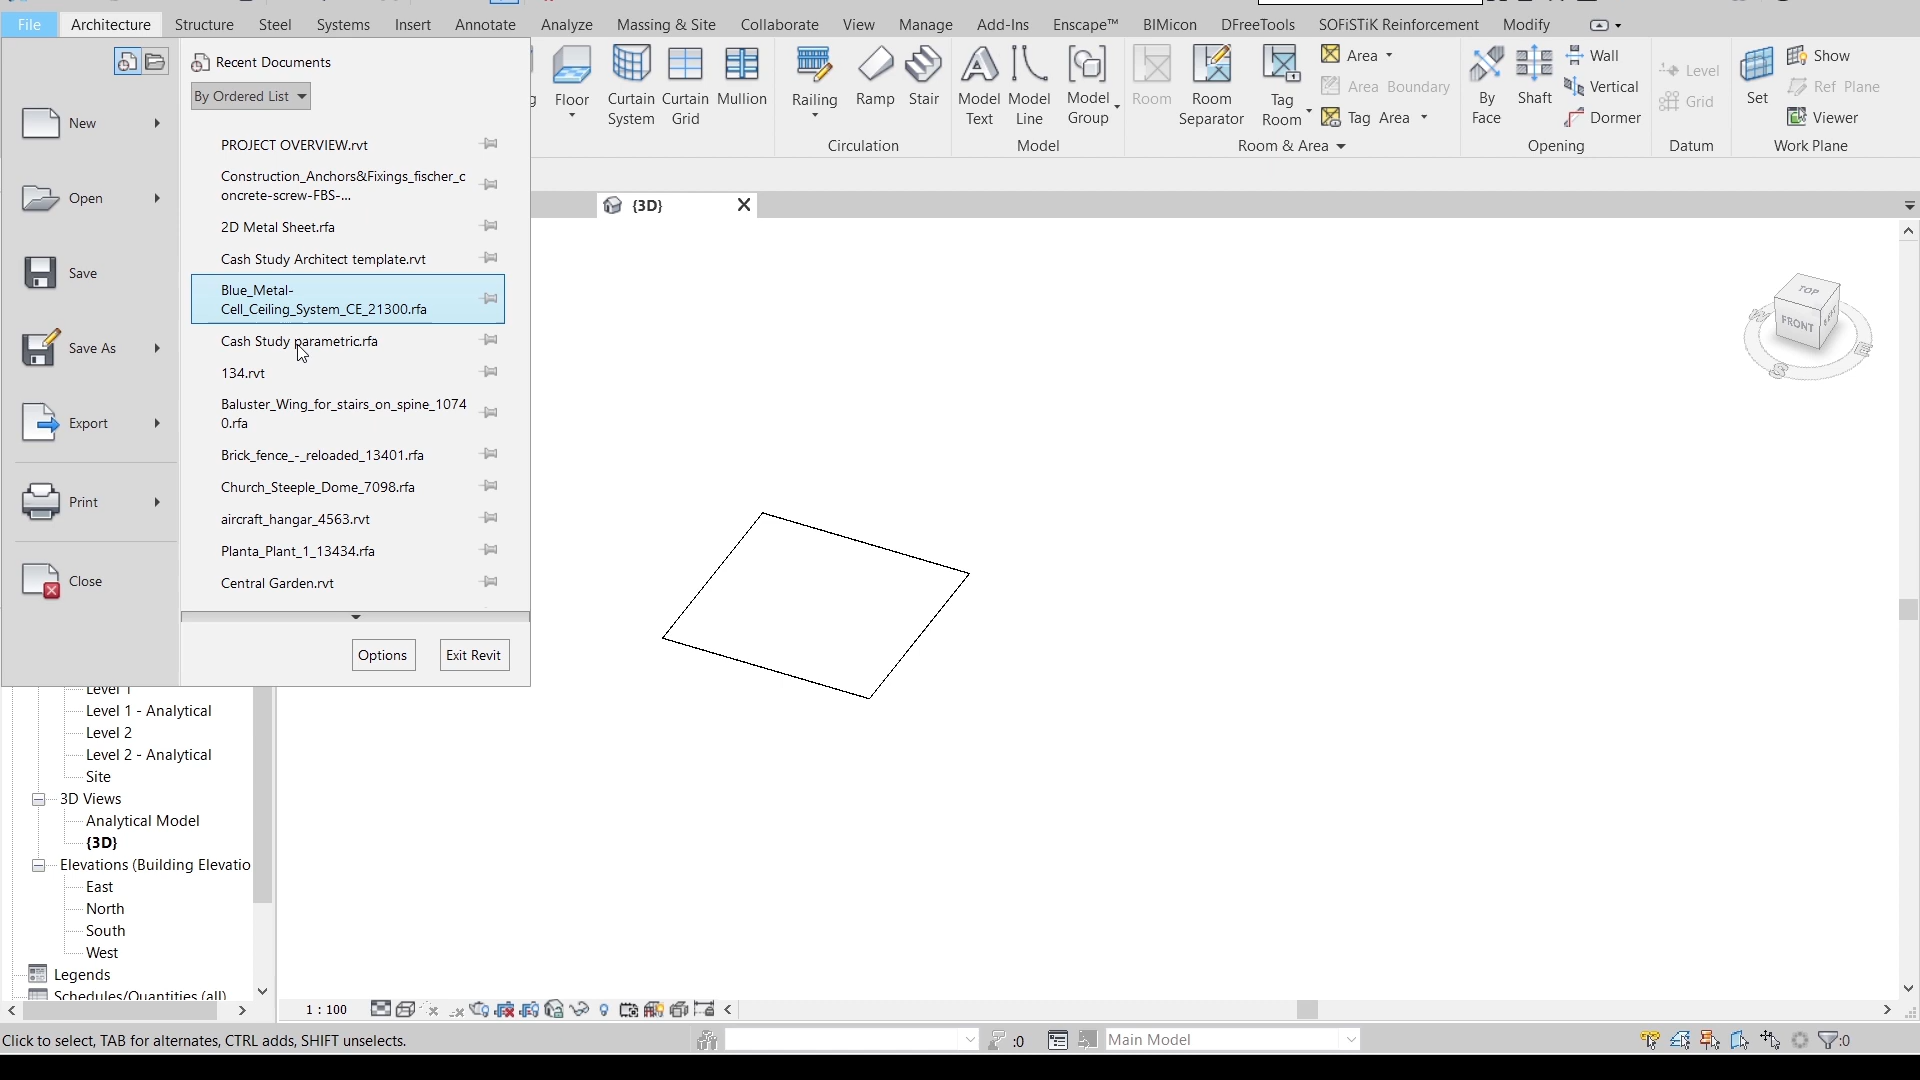 File Architecture Structure Steel Systems Insert Annotate Analyze Massing & Site Collaborate View Manage Add-Ins Enscape™ BIMicon DFreeTools SOFiSTiK Reinforcement Modify
Recent Documents
By Ordered List
New
Open
Save
Save As
Export
Print
Close
PROJECT OVERVIEW.rvt
Construction_Anchors&Fixings_fischer_c
oncrete-screw-FBS-...
2D Metal Sheet.rfa
Cash Study Architect template.rvt
Blue_Metal-
Cell_Ceiling_System_CE_21300.rfa
Cash Study parametric.rfa
134.rvt
Baluster_Wing_for_stairs_on_spine_1074
0.rfa
Brick_fence_-_reloaded_13401.rfa
Church_Steeple_Dome_7098.rfa
aircraft_hangar_4563.rvt
Planta_Plant_1_13434.rfa
Central Garden.rvt
Options
Exit Revit
Floor
Curtain
System
Curtain
Grid
Mullion
Railing
Ramp
Stair
Circulation
Model
Text
Model
Line
Model
Group
Model
Room
Room
Separator
Tag
Room
Area
Area Boundary
Tag Area
Room & Area
By
Face
Shaft
Wall
Vertical
Dormer
Opening
Level
Grid
Datum
Set
Show
Ref Plane
Viewer
Work Plane
{3D}
TOP
FRONT
LEFT
W
S
E
Level 1
Level 1 - Analytical
Level 2
Level 2 - Analytical
Site
3D Views
Analytical Model
{3D}
Elevations (Building Elevatio
East
North
South
West
Legends
Schedules/Quantities (all)
1 : 100
Click to select, TAB for alternates, CTRL adds, SHIFT unselects.
:0
Main Model
:0